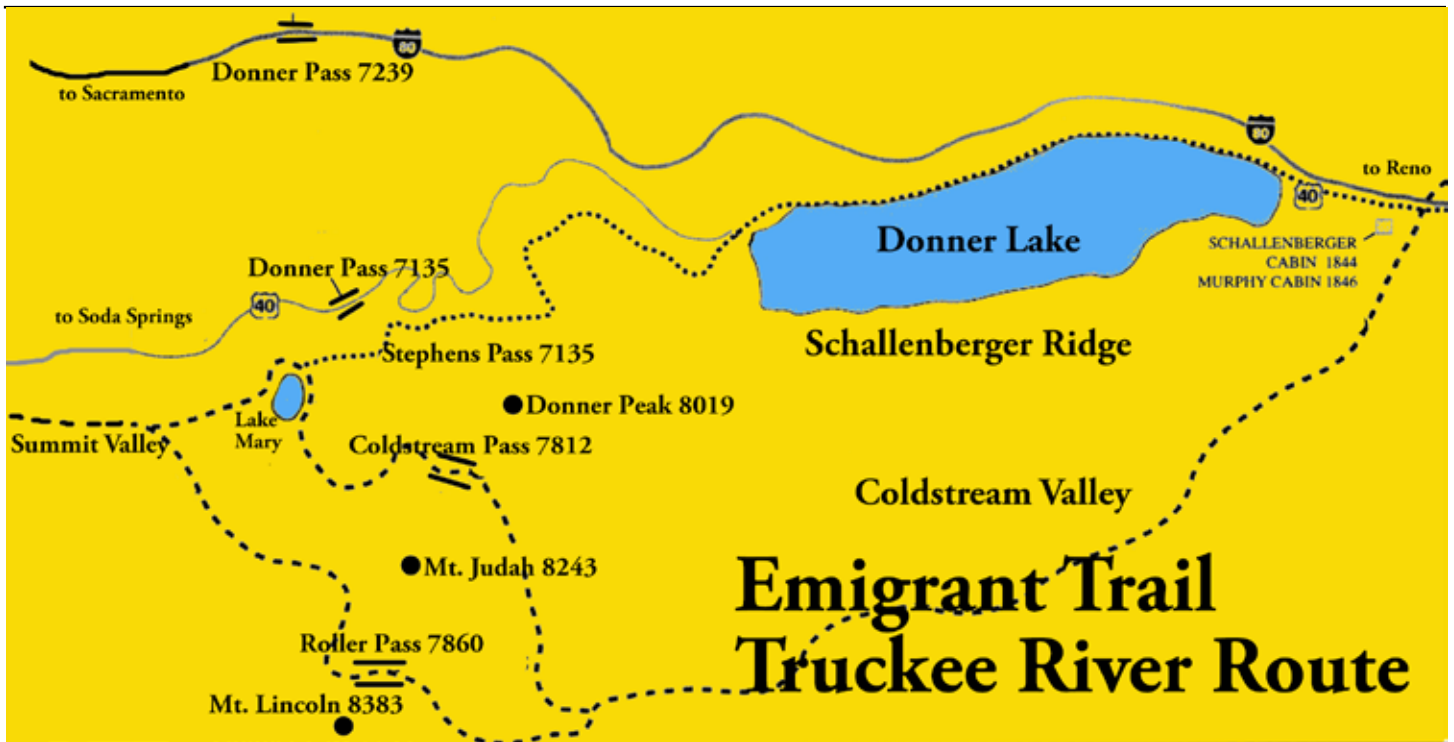 80
Donner Pass 7239
to Sacramento
80
to Reno
40
Donner Lake
SCHALLENBERGER
CABIN 1844
MURPHY CABIN 1846
Donner Pass 7135
40
to Soda Springs
Schallenberger Ridge
Stephens Pass 7135
Donner Peak 8019
Lake
Mary
Summit Valley
Coldstream Pass 7812
Coldstream Valley
Mt. Judah 8243
Emigrant Trail
Truckee River Route
Roller Pass 7860
Mt. Lincoln 8383